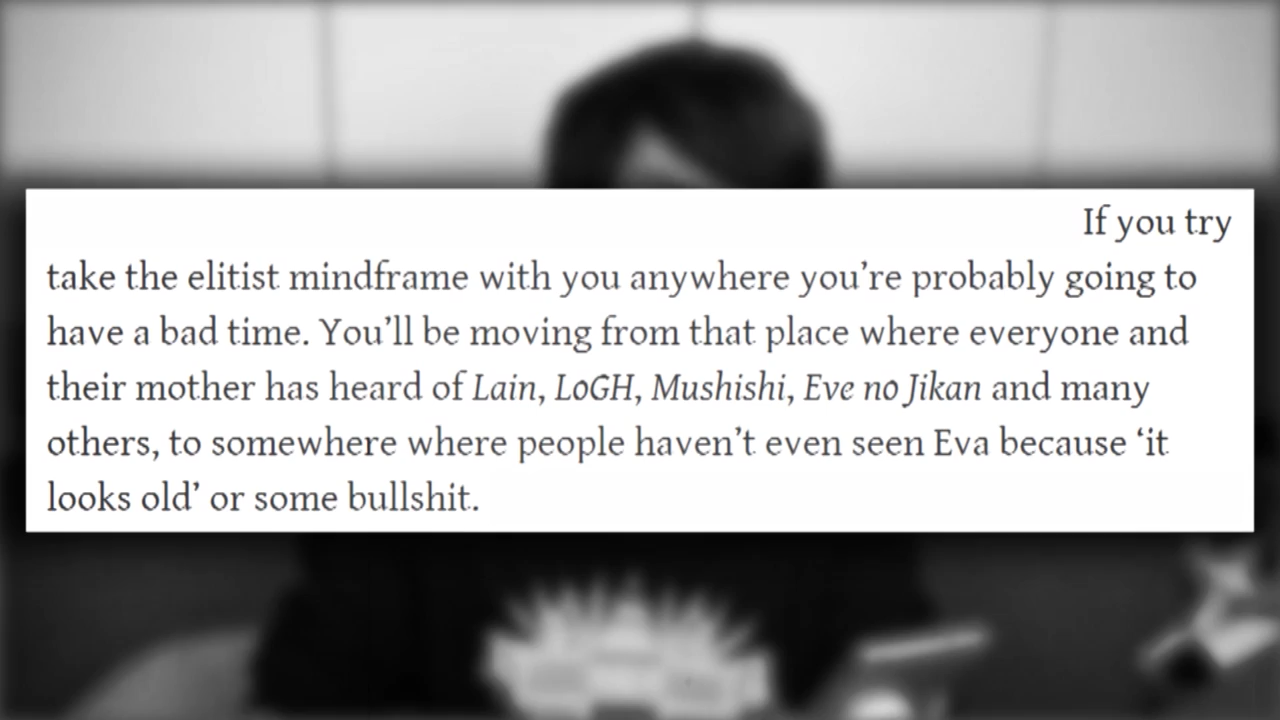 If you try
take the elitist mindframe with you anywhere you’re probably going to
have a bad time. You’ll be moving from that place where everyone and
their mother has heard of Lain, LoGH, Mushishi, Eve no Jikan and many
others, to somewhere where people haven’t even seen Eva because ‘it
looks old’ or some bullshit.